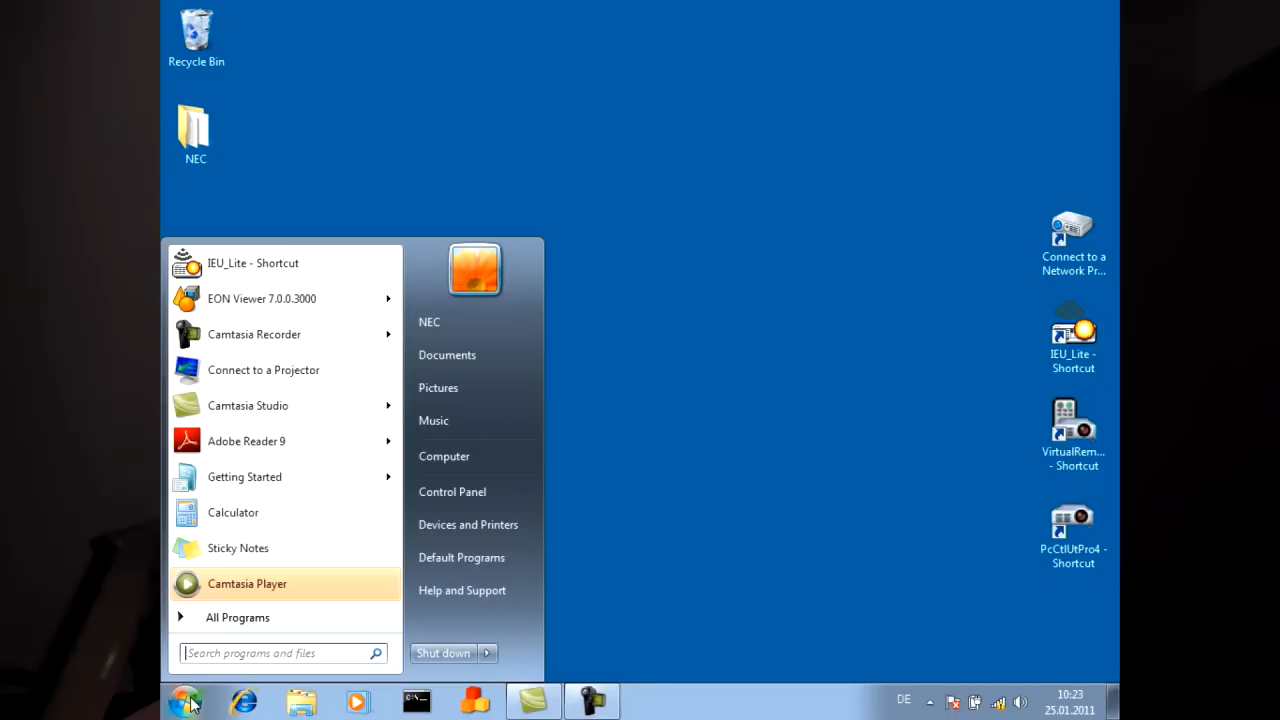 Recycle Bin
NEC
IEU_Lite - Shortcut
EON Viewer 7.0.0.3000
Camtasia Recorder
Connect to a Projector
Camtasia Studio
Adobe Reader 9
Getting Started
Calculator
Sticky Notes
Camtasia Player
All Programs
Search programs and files
NEC
Documents
Pictures
Music
Computer
Control Panel
Devices and Printers
Default Programs
Help and Support
Shut down
Connect to a
Network Pr...
IEU_Lite -
Shortcut
VirtualRem...
- Shortcut
PcCtlUtPro4 -
Shortcut
C:\_
DE
10:23
25.01.2011